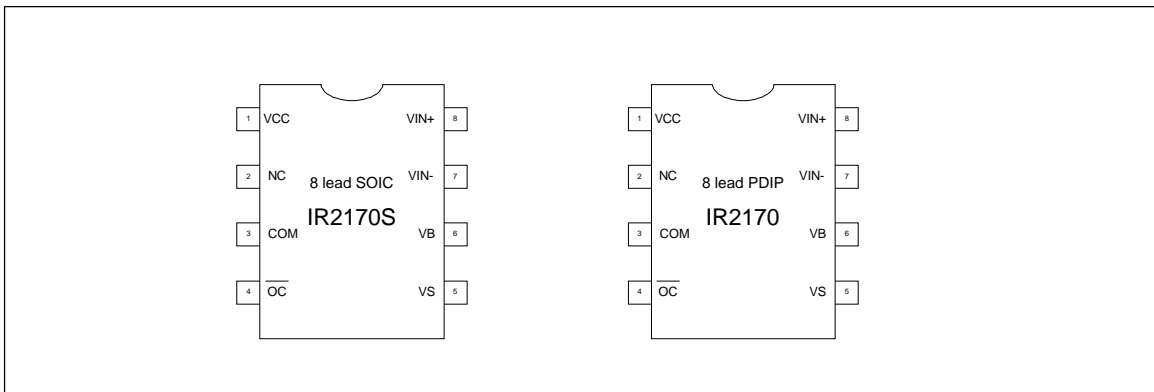 1 VCC VIN+ 8
2 NC 8 lead SOIC VIN- 7
IR2170S
3 COM VB 6
4 O̅C̅ VS 5
1 VCC VIN+ 8
2 NC 8 lead PDIP VIN- 7
IR2170
3 COM VB 6
4 O̅C̅ VS 5